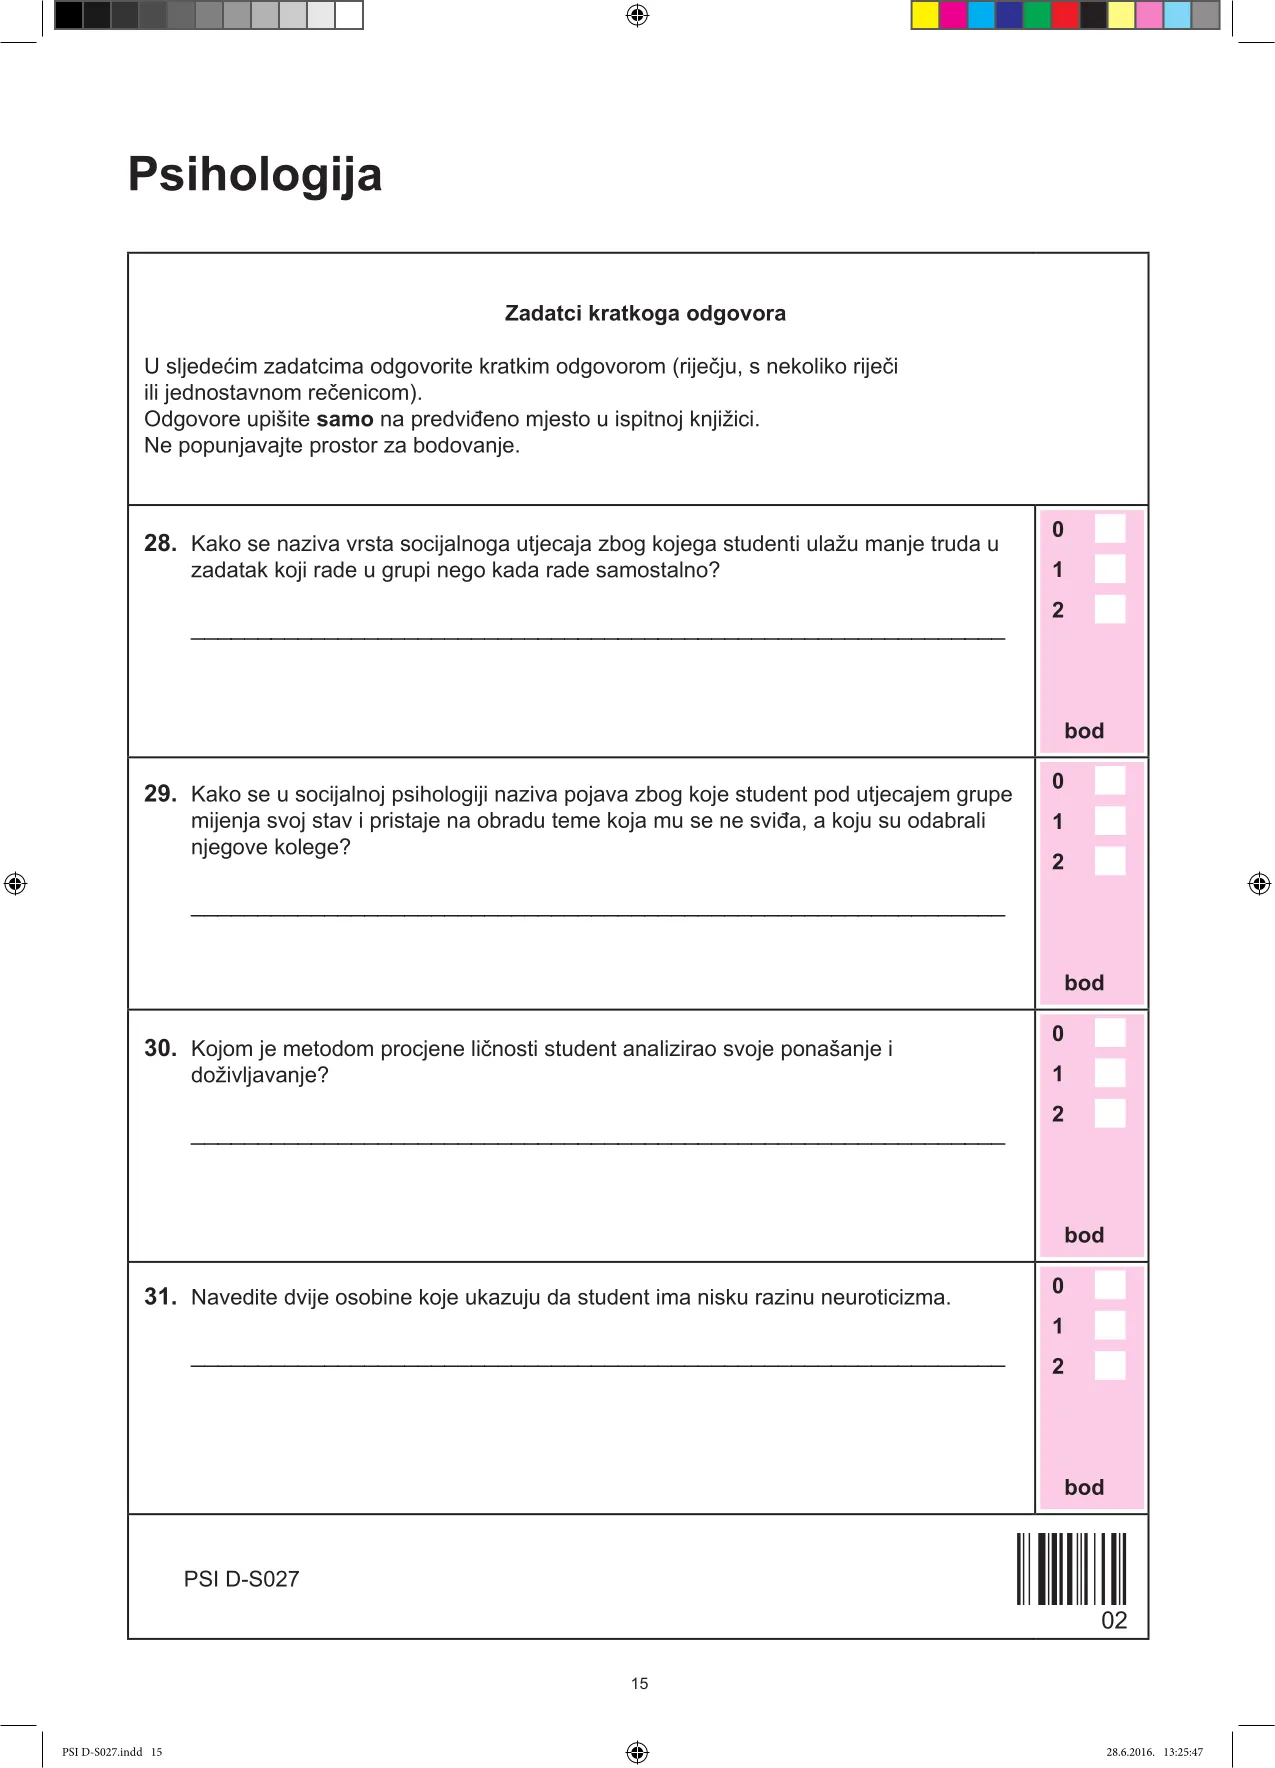 Psihologija
Zadatci kratkoga odgovora
U sljedećim zadatcima odgovorite kratkim odgovorom (riječju, s nekoliko riječi
ili jednostavnom rečenicom).
Odgovore upišite samo na predviđeno mjesto u ispitnoj knjižici.
Ne popunjavajte prostor za bodovanje.
28. Kako se naziva vrsta socijalnoga utjecaja zbog kojega studenti ulažu manje truda u
zadatak koji rade u grupi nego kada rade samostalno?
0
1
2
bod
29. Kako se u socijalnoj psihologiji naziva pojava zbog koje student pod utjecajem grupe
mijenja svoj stav i pristaje na obradu teme koja mu se ne sviđa, a koju su odabrali
njegove kolege?
0
1
2
bod
30. Kojom je metodom procjene ličnosti student analizirao svoje ponašanje i
doživljavanje?
0
1
2
bod
31. Navedite dvije osobine koje ukazuju da student ima nisku razinu neuroticizma.
0
1
2
bod
PSI D-S027
02
15
PSI D-S027.indd 15
28.6.2016. 13:25:47